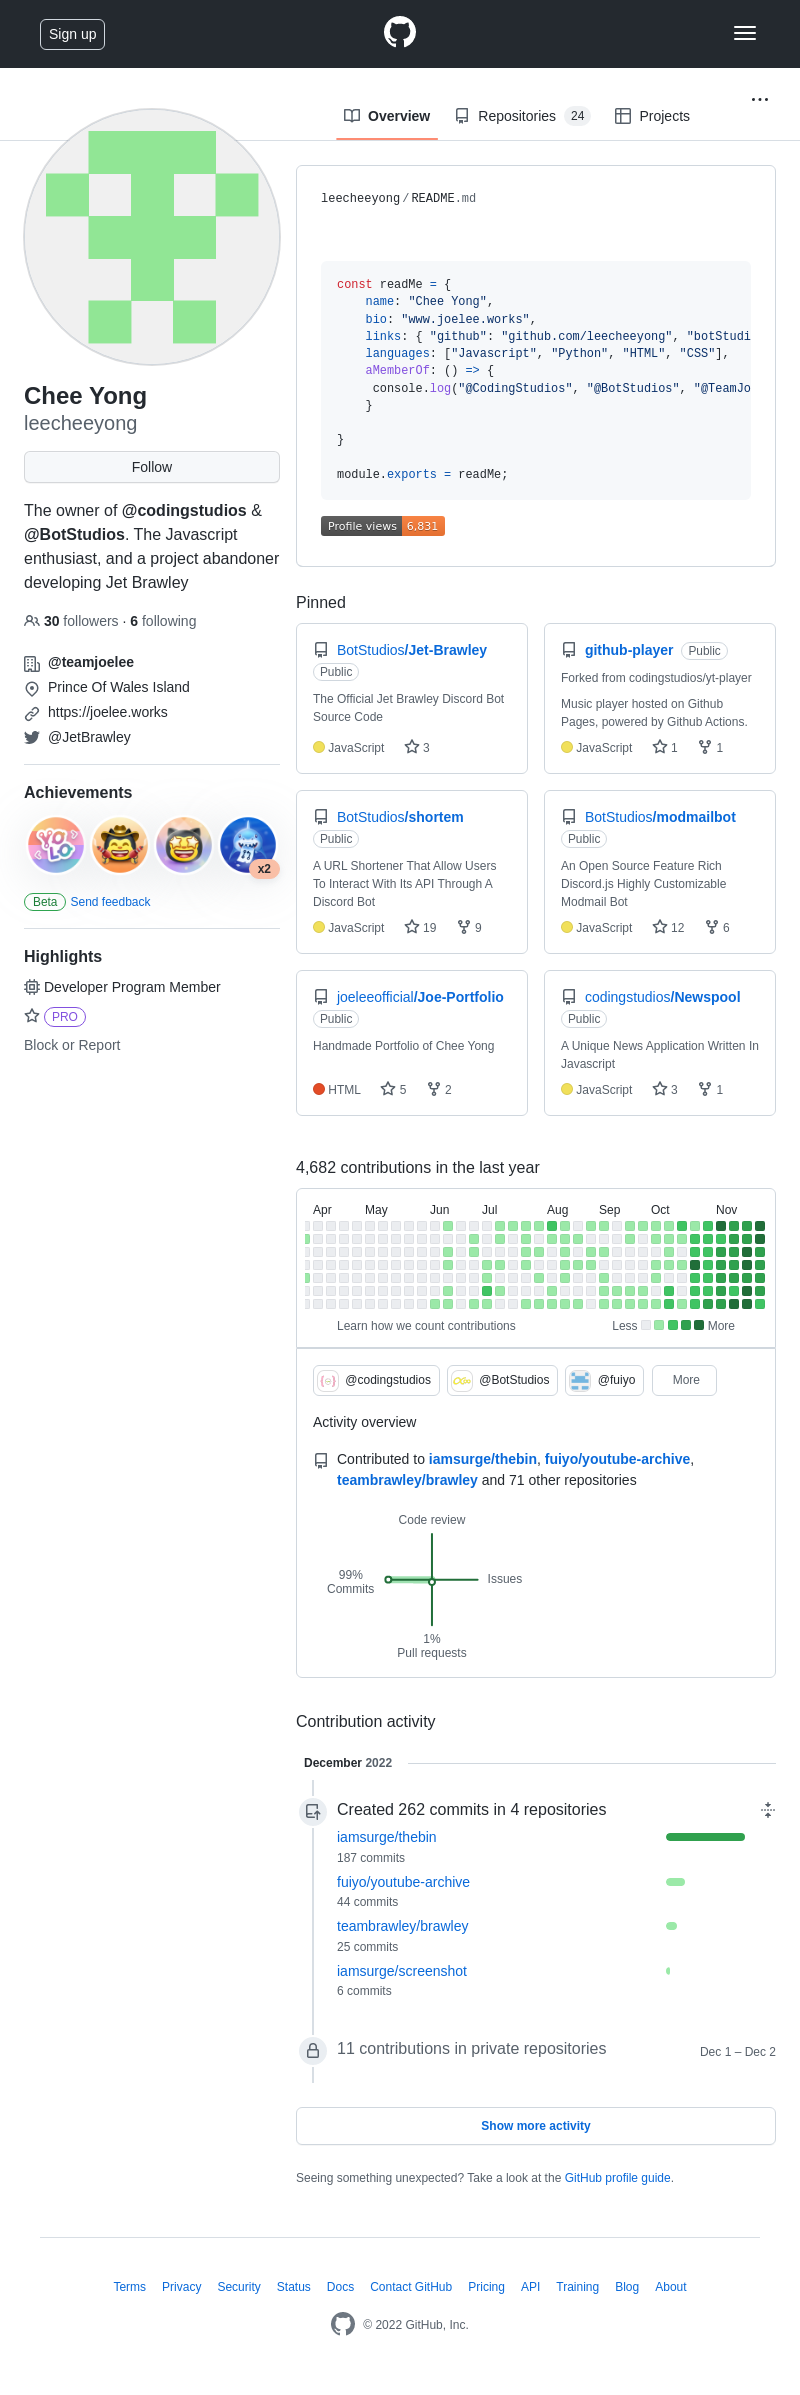 Sign up
Overview
Repositories 24
Projects
Chee Yong
leecheeyong
Follow
The owner of @codingstudios &
@BotStudios. The Javascript
enthusiast, and a project abandoner
developing Jet Brawley
30 followers · 6 following
@teamjoelee
Prince Of Wales Island
https://joelee.works
@JetBrawley
Achievements
YOLO
x2
Beta Send feedback
Highlights
Developer Program Member
PRO
Block or Report
leecheeyong/README.md
const readMe = {
    name: "Chee Yong",
    bio: "www.joelee.works",
    links: { "github": "github.com/leecheeyong", "botStudi
    languages: ["Javascript", "Python", "HTML", "CSS"],
    aMemberOf: () => {
     console.log("@CodingStudios", "@BotStudios", "@TeamJo
    }
}
module.exports = readMe;
Profile views 6,831
Pinned
BotStudios/Jet-Brawley
Public
The Official Jet Brawley Discord Bot
Source Code
JavaScript 3
github-player Public
Forked from codingstudios/yt-player
Music player hosted on Github
Pages, powered by Github Actions.
JavaScript 1 1
BotStudios/shortem
Public
A URL Shortener That Allow Users
To Interact With Its API Through A
Discord Bot
JavaScript 19 9
BotStudios/modmailbot
Public
An Open Source Feature Rich
Discord.js Highly Customizable
Modmail Bot
JavaScript 12 6
joeleeofficial/Joe-Portfolio
Public
Handmade Portfolio of Chee Yong
HTML 5 2
codingstudios/Newspool
Public
A Unique News Application Written In
Javascript
JavaScript 3 1
4,682 contributions in the last year
Apr May Jun Jul Aug Sep Oct Nov
Learn how we count contributions
Less More
@codingstudios
@BotStudios
@fuiyo
More
Activity overview
Contributed to iamsurge/thebin, fuiyo/youtube-archive,
teambrawley/brawley and 71 other repositories
Code review
99%
Commits
Issues
1%
Pull requests
Contribution activity
December 2022
Created 262 commits in 4 repositories
iamsurge/thebin
187 commits
fuiyo/youtube-archive
44 commits
teambrawley/brawley
25 commits
iamsurge/screenshot
6 commits
11 contributions in private repositories
Dec 1 – Dec 2
Show more activity
Seeing something unexpected? Take a look at the GitHub profile guide.
Terms Privacy Security Status Docs Contact GitHub Pricing API Training Blog About
© 2022 GitHub, Inc.